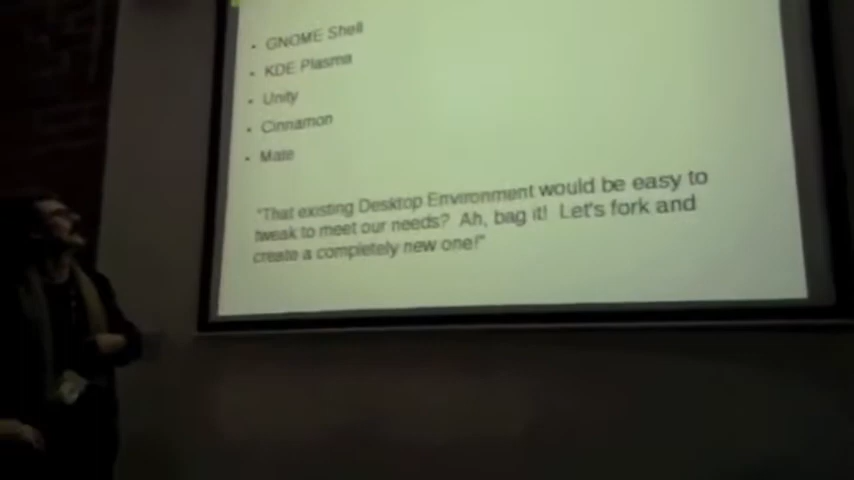 • GNOME Shell
• KDE Plasma
• Unity
• Cinnamon
• Mate
"That existing Desktop Environment would be easy to
tweak to meet our needs? Ah, bag it! Let's fork and
create a completely new one!"